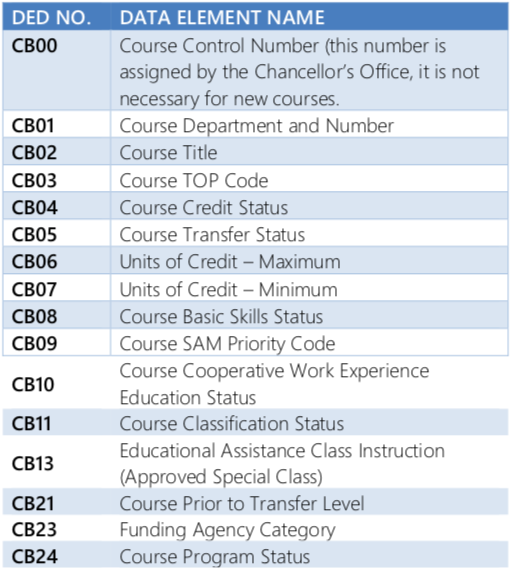 DED NO. DATA ELEMENT NAME
CB00 Course Control Number (this number is
assigned by the Chancellor's Office, it is not
necessary for new courses.
CB01 Course Department and Number
CB02 Course Title
CB03 Course TOP Code
CB04 Course Credit Status
CB05 Course Transfer Status
CB06 Units of Credit – Maximum
CB07 Units of Credit – Minimum
CB08 Course Basic Skills Status
CB09 Course SAM Priority Code
CB10 Course Cooperative Work Experience
Education Status
CB11 Course Classification Status
CB13 Educational Assistance Class Instruction
(Approved Special Class)
CB21 Course Prior to Transfer Level
CB23 Funding Agency Category
CB24 Course Program Status